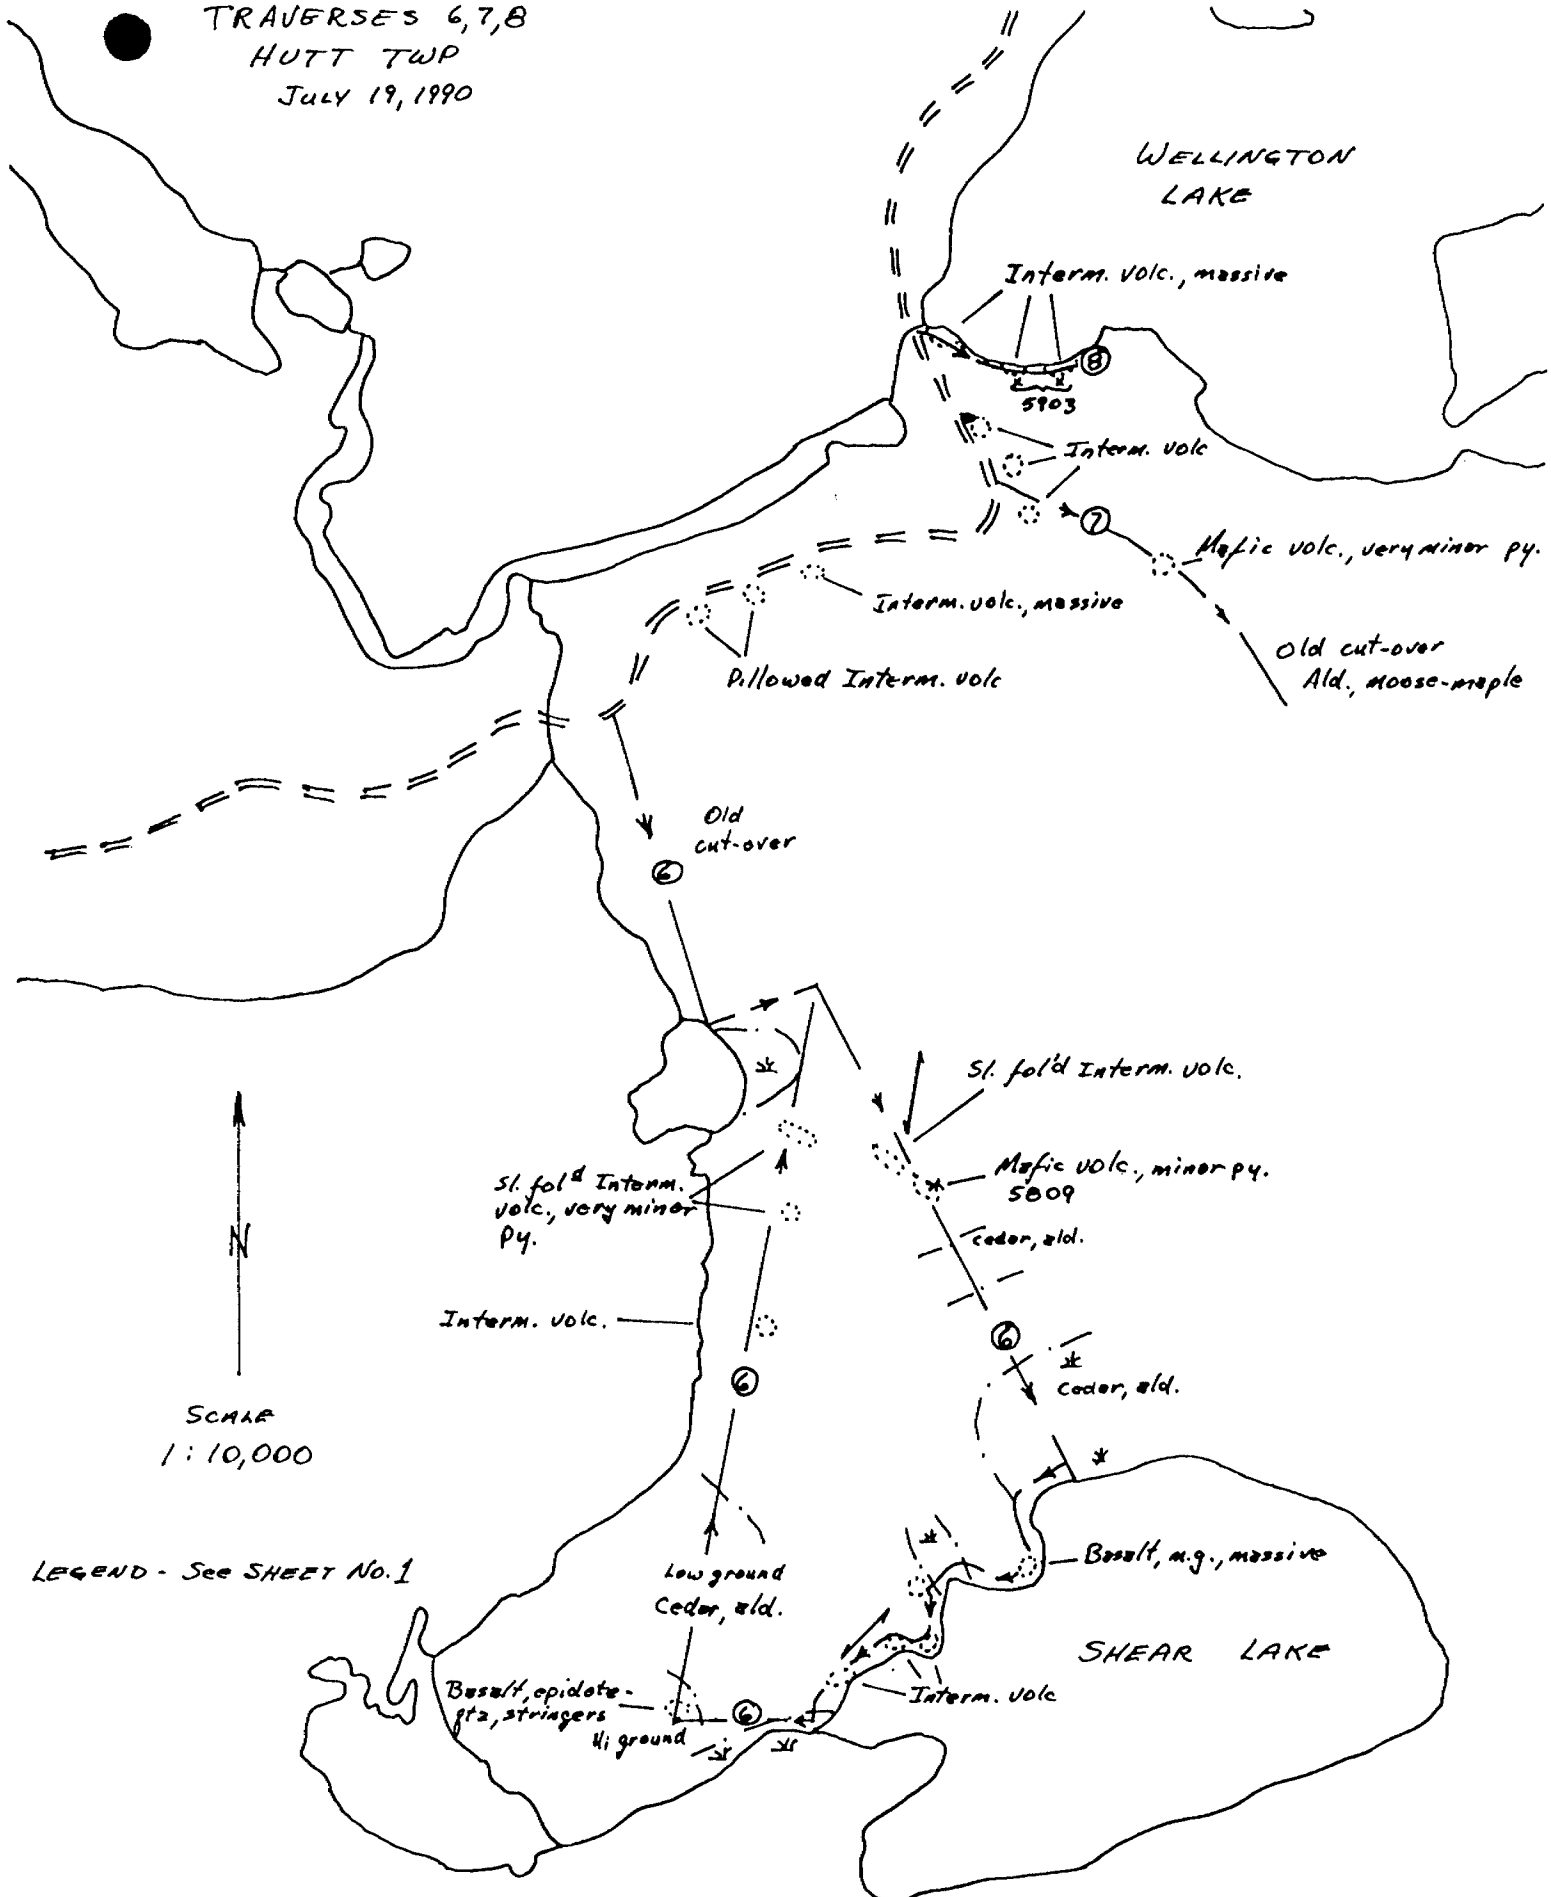 TRAVERSES 6,7,8
HUTT TWP
JULY 19, 1990
WELLINGTON
LAKE
Interm. volc., massive
8
5903
Interm. volc
7
Mafic volc., very minor py.
Interm. volc., massive
Old cut-over
Ald., moose-maple
Pillowed Interm. volc
Old
cut-over
6
Sl. fol'd Interm. volc.
Mafic volc., minor py.
5809
Sl. fol'd Interm.
volc., very minor
Py.
cedar, ald.
N
Interm. volc.
6
6
Cedar, ald.
SCALE
1:10,000
LEGEND - See SHEET No. 1
Low ground
Cedar, ald.
Basalt, m.g., massive
SHEAR LAKE
Basalt, epidote-
qtz, stringers
6
Interm. volc
Hi ground